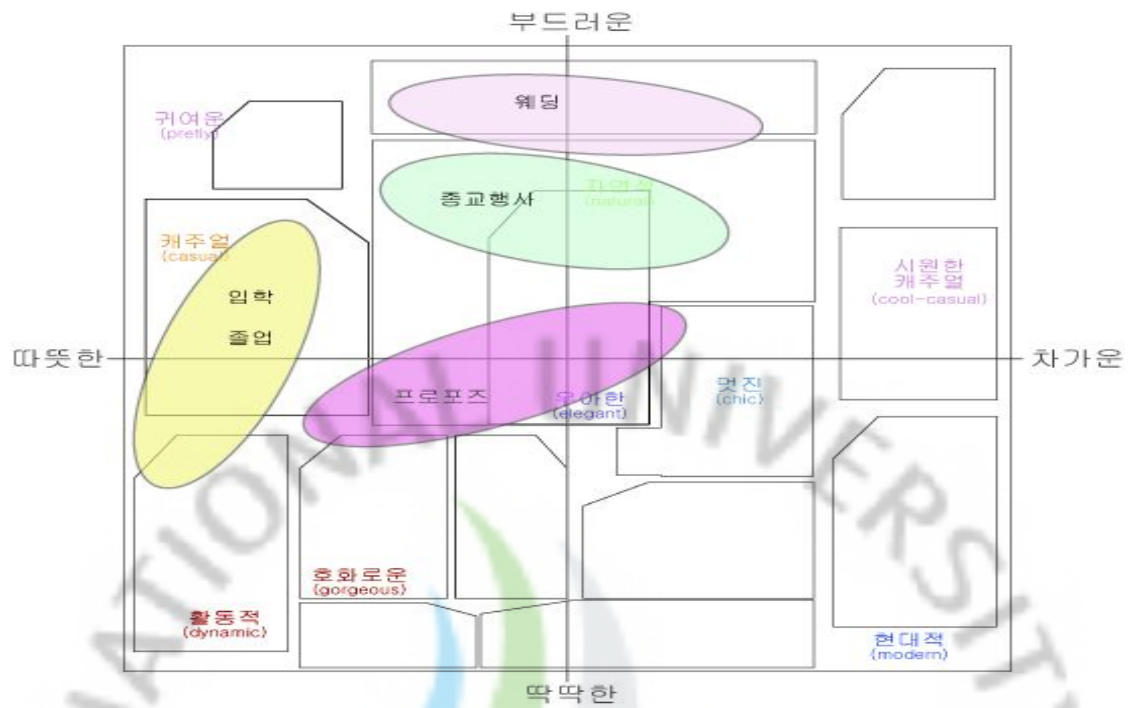 부드러운
웨딩
귀여운
(pretty)
종교행사
자연적
(natural)
캐주얼
(casual)
입학
졸업
시원한
캐주얼
(cool-casual)
따뜻한
차가운
프로포즈
우아한
(elegant)
멋진
(chic)
호화로운
(gorgeous)
활동적
(dynamic)
현대적
(modern)
딱딱한
NATIONAL UNIVERSITY